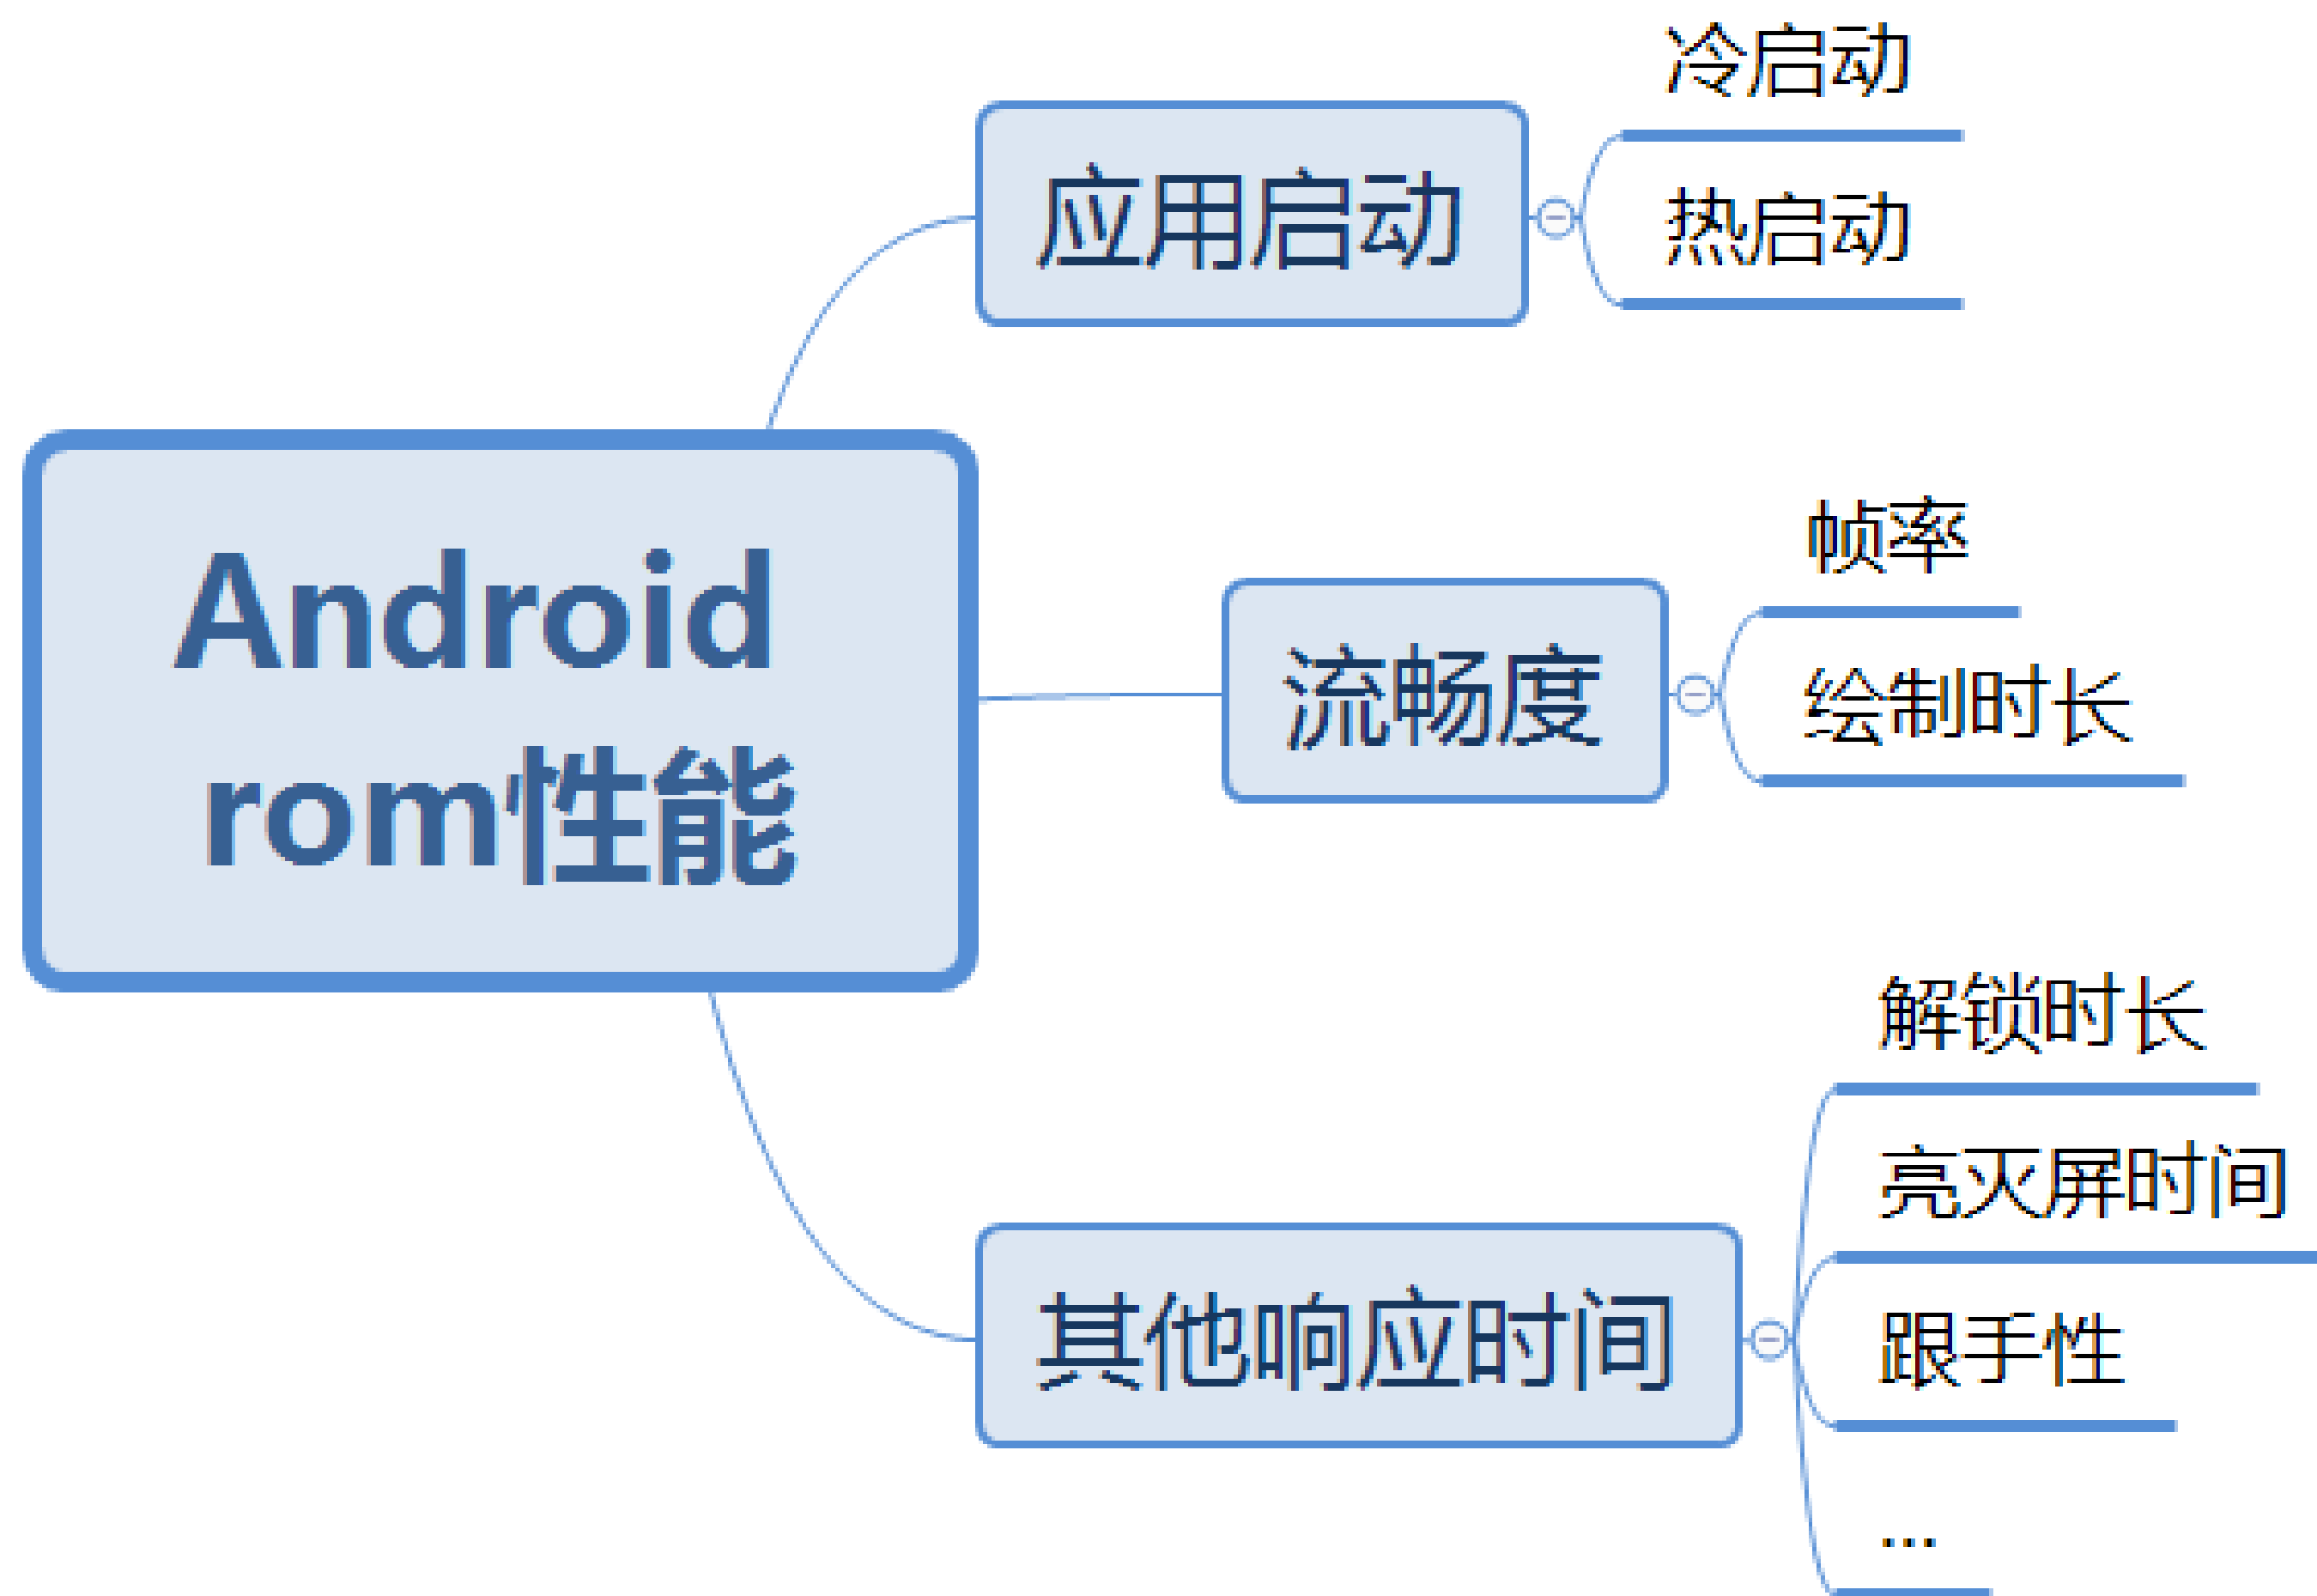 Android
rom性能
应用启动
冷启动
热启动
流畅度
帧率
绘制时长
其他响应时间
解锁时长
亮灭屏时间
跟手性
...